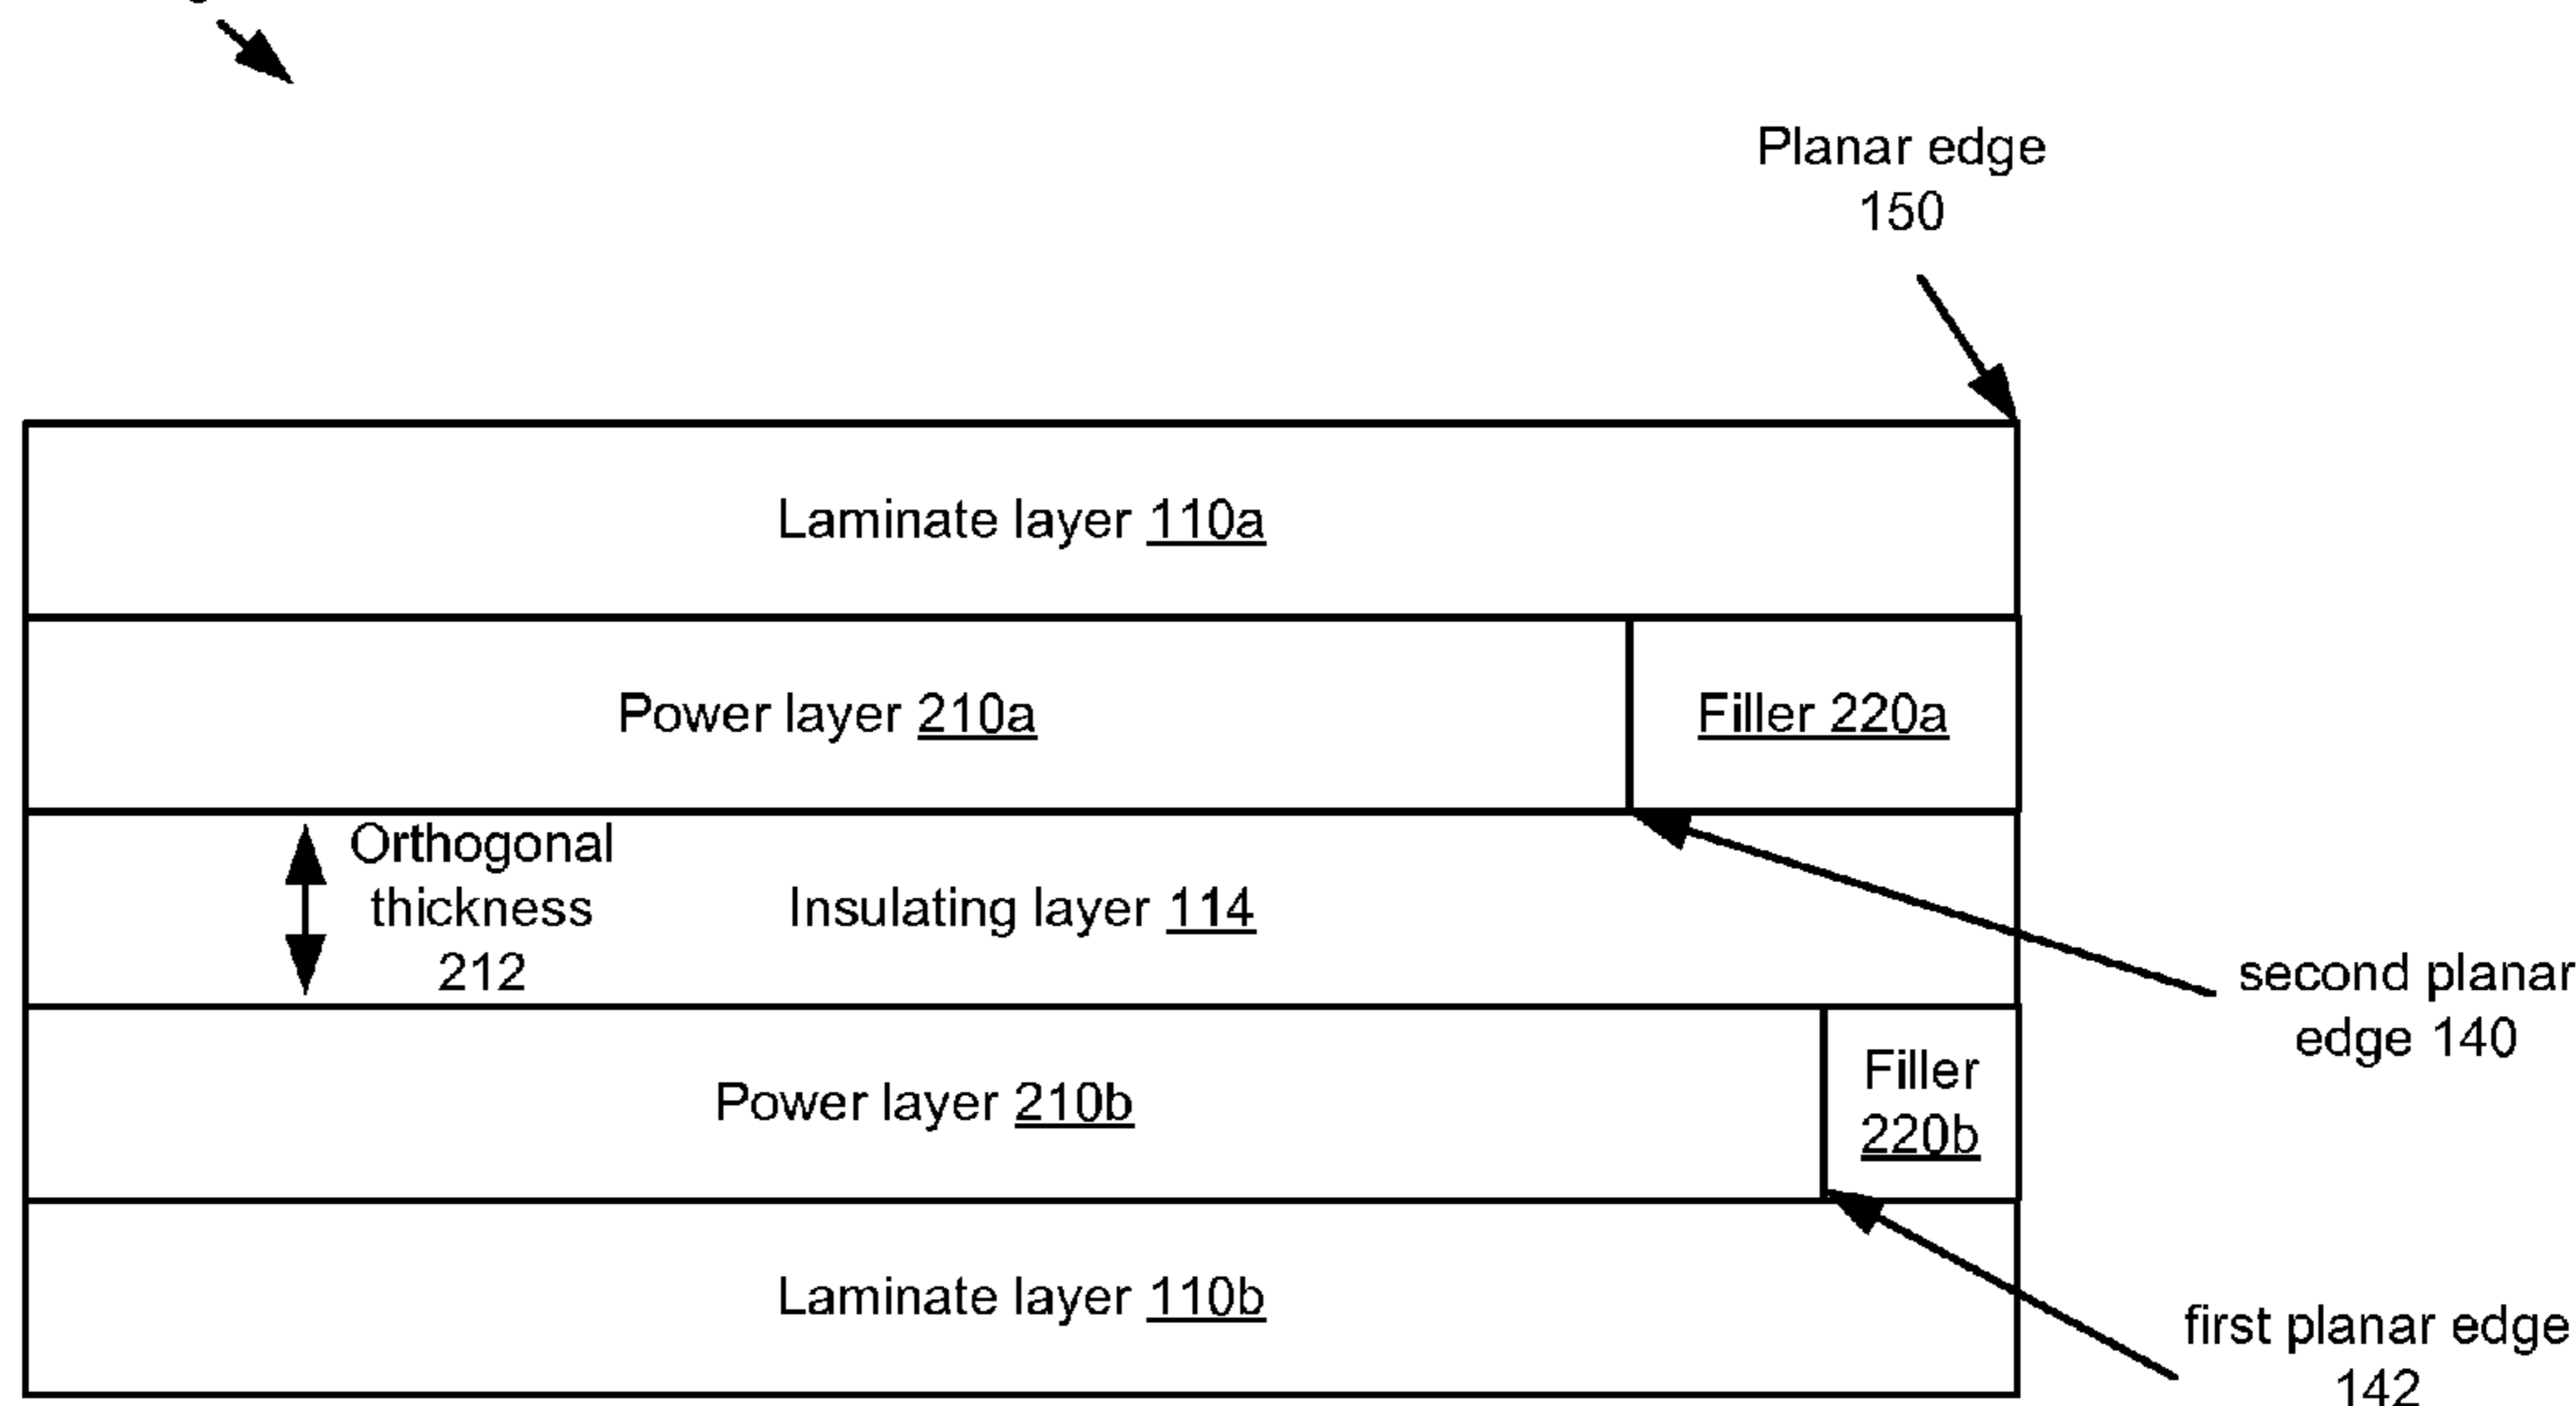 Planar edge
150
Laminate layer 110a
Power layer 210a
Filler 220a
Orthogonal
thickness
212
Insulating layer 114
second planar
edge 140
Power layer 210b
Filler
220b
Laminate layer 110b
first planar edge
142